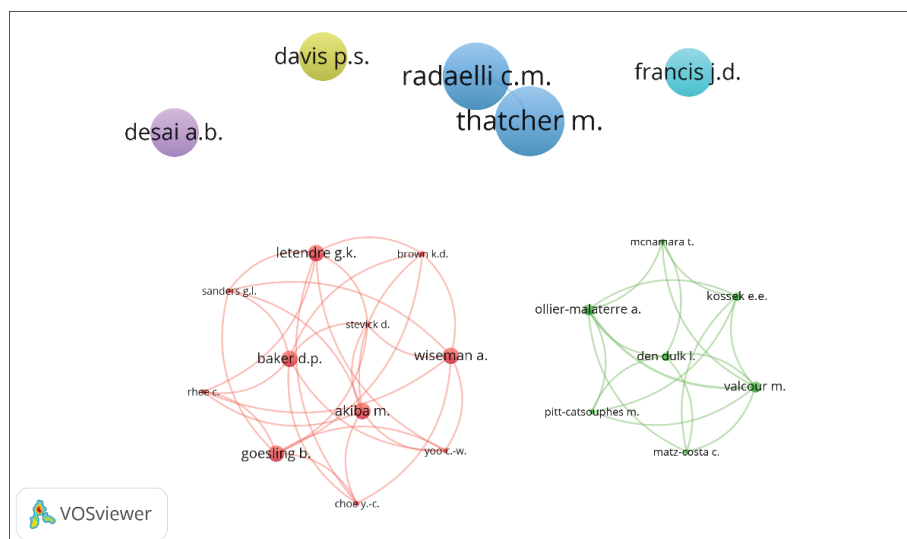 davis p.s.
radaelli c.m.
francis j.d.
thatcher m.
desai a.b.
letendre g.k.
brown k.d.
mcnamara t.
sanders g.l.
kossek e.e.
ollier-malaterre a.
stevick d.
baker d.p.
wiseman a.
den dulk l.
rhee c.
valcour m.
akiba m.
pitt-catsouphes m.
goesling b.
yoo c.-w.
matz-costa c.
choe y.-c.
VOSviewer